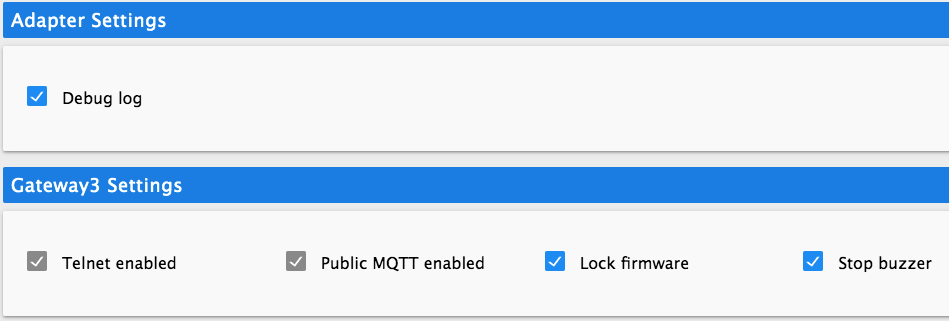 Adapter Settings
Debug log
Gateway3 Settings
Telnet enabled Public MQTT enabled Lock firmware Stop buzzer